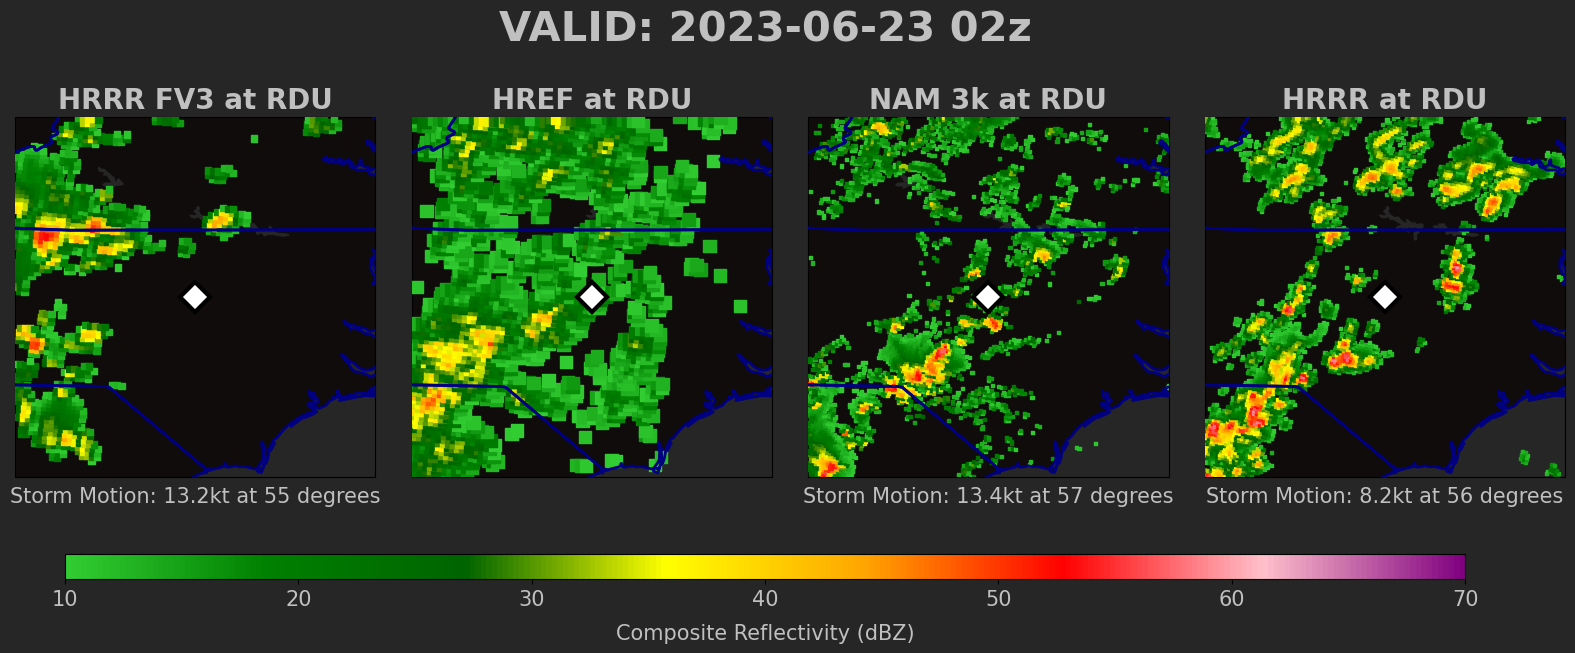 VALID: 2023-06-23 02z
HRRR FV3 at RDU
HREF at RDU
NAM 3k at RDU
HRRR at RDU
Storm Motion: 13.2kt at 55 degrees
Storm Motion: 13.4kt at 57 degrees
Storm Motion: 8.2kt at 56 degrees
10 20 30 40 50 60 70
Composite Reflectivity (dBZ)